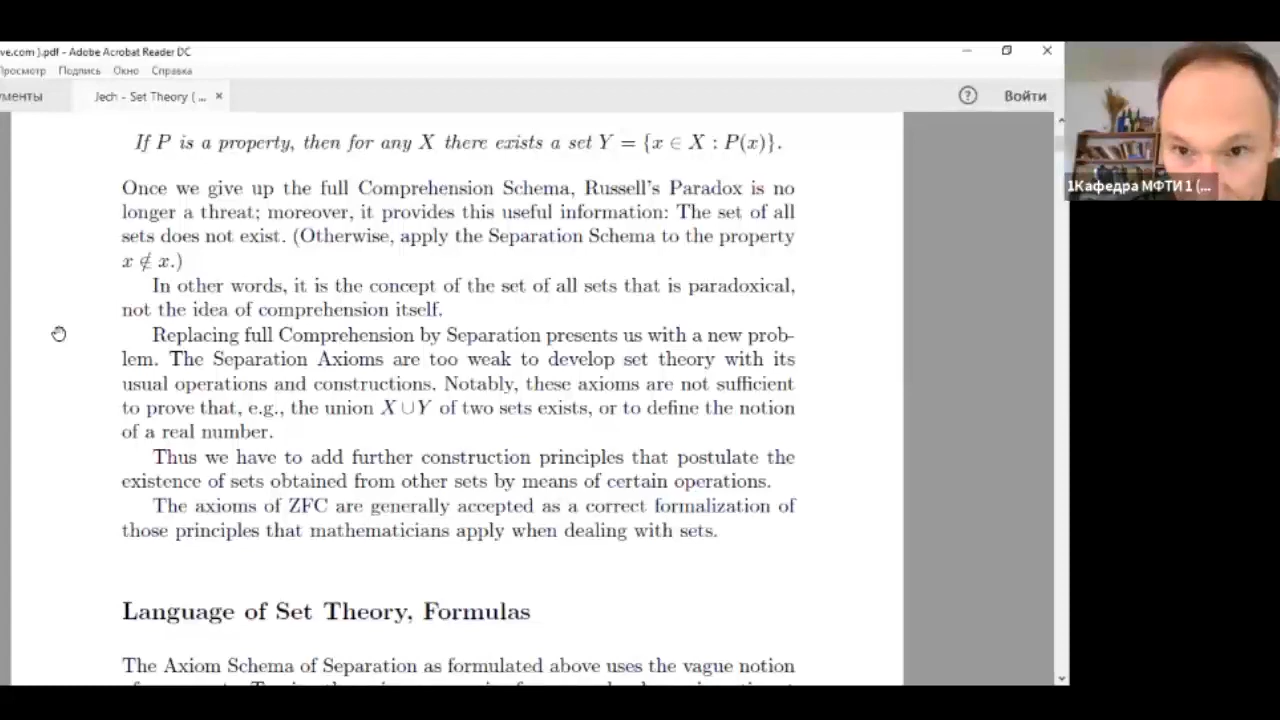 ve.com ).pdf - Adobe Acrobat Reader DC
Просмотр Подпись Окно Справка
ументы
Jech - Set Theory ( ... ×
Войти
If P is a property, then for any X there exists a set Y = {x ∈ X : P(x)}.
Once we give up the full Comprehension Schema, Russell's Paradox is no
longer a threat; moreover, it provides this useful information: The set of all
sets does not exist. (Otherwise, apply the Separation Schema to the property
x ∉ x.)
In other words, it is the concept of the set of all sets that is paradoxical,
not the idea of comprehension itself.
Replacing full Comprehension by Separation presents us with a new prob-
lem. The Separation Axioms are too weak to develop set theory with its
usual operations and constructions. Notably, these axioms are not sufficient
to prove that, e.g., the union X ∪ Y of two sets exists, or to define the notion
of a real number.
Thus we have to add further construction principles that postulate the
existence of sets obtained from other sets by means of certain operations.
The axioms of ZFC are generally accepted as a correct formalization of
those principles that mathematicians apply when dealing with sets.
Language of Set Theory, Formulas
The Axiom Schema of Separation as formulated above uses the vague notion
1Кафедра МФТИ 1 (...